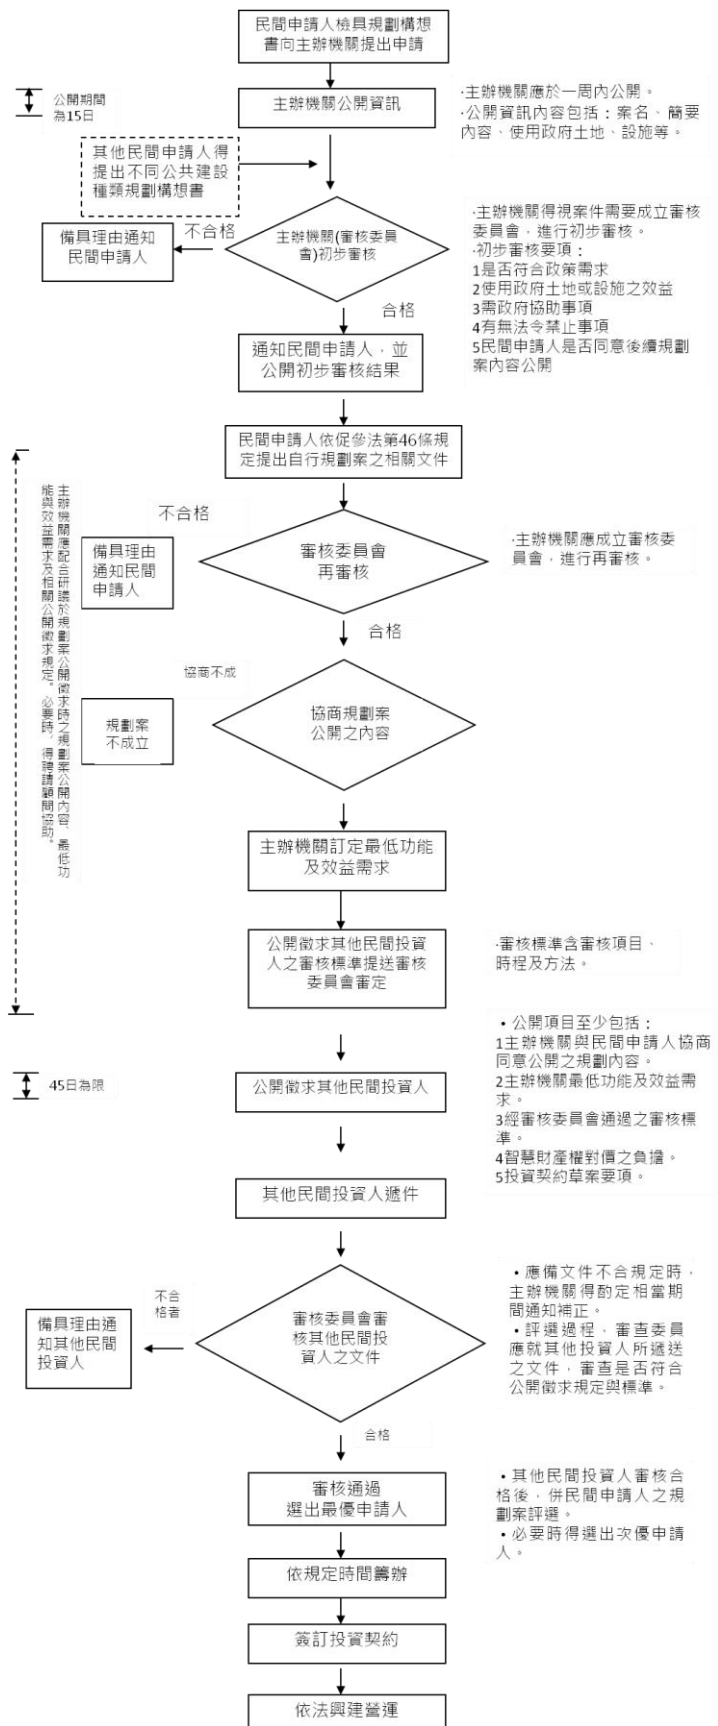 民間申請人檢具規劃構想
書向主辦機關提出申請
公開期間
為15日
主辦機關公開資訊
·主辦機關應於一周內公開。
·公開資訊內容包括：案名、簡要
內容、使用政府土地、設施等。
其他民間申請人得
提出不同公共建設
種類規劃構想書
備具理由通知
民間申請人
不合格
主辦機關(審核委員
會)初步審核
·主辦機關得視案件需要成立審核
委員會，進行初步審核。
·初步審核要項：
1是否符合政策需求
2使用政府土地或設施之效益
3需政府協助事項
4有無法令禁止事項
5民間申請人是否同意後續規劃
案內容公開
合格
通知民間申請人，並
公開初步審核結果
民間申請人依促參法第46條規
定提出自行規劃案之相關文件
主辦機關應配合研議於規劃案公開徵求時之規劃案公開內容、最低功
能與效益需求及相關公開徵求規定。必要時，得聘請顧問協助。
不合格
備具理由
通知民間
申請人
審核委員會
再審核
·主辦機關應成立審核委
員會，進行再審核。
合格
協商不成
規劃案
不成立
協商規劃案
公開之內容
主辦機關訂定最低功能
及效益需求
公開徵求其他民間投資
人之審核標準提送審核
委員會審定
·審核標準含審核項目、
時程及方法。
45日為限
公開徵求其他民間投資人
•公開項目至少包括：
1主辦機關與民間申請人協商
同意公開之規劃內容。
2主辦機關最低功能及效益需
求。
3經審核委員會通過之審核標
準。
4智慧財產權對價之負擔。
5投資契約草案要項。
其他民間投資人遞件
不合
格者
備具理由通
知其他民間
投資人
審核委員會審
核其他民間投
資人之文件
•應備文件不合規定時，
主辦機關得酌定相當期
間通知補正。
•評選過程，審查委員
應就其他投資人所遞送
之文件，審查是否符合
公開徵求規定與標準。
合格
審核通過
選出最優申請人
•其他民間投資人審核合
格後，併民間申請人之規
劃案評選。
•必要時得選出次優申請
人。
依規定時間籌辦
簽訂投資契約
依法興建營運